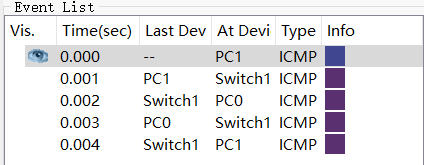 Event List
Vis. Time(sec) Last Dev At Devi Type Info
0.000 -- PC1 ICMP
0.001 PC1 Switch1 ICMP
0.002 Switch1 PC0 ICMP
0.003 PC0 Switch1 ICMP
0.004 Switch1 PC1 ICMP